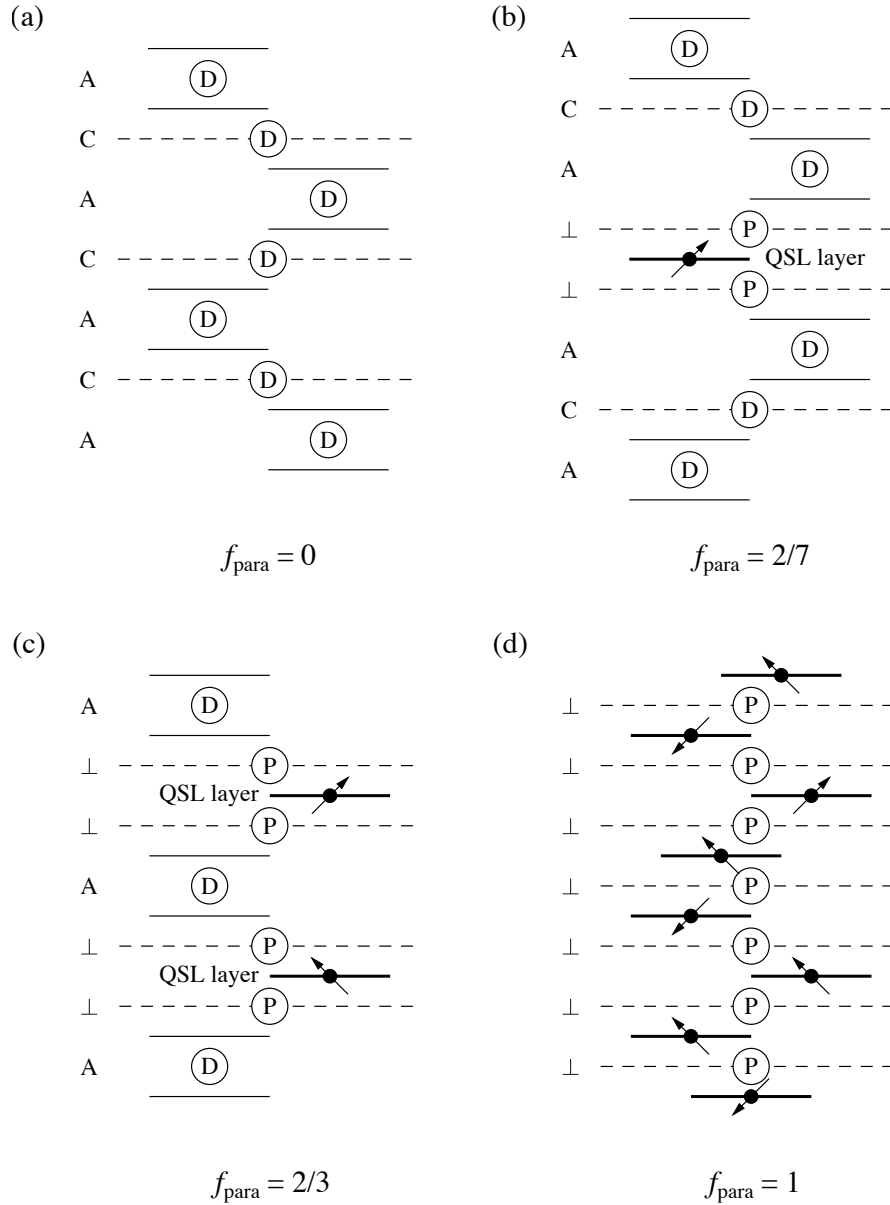 (a)
A D
C D
A D
C D
A D
C D
A D
f_para = 0
(b)
A D
C D
A D
⊥ P
QSL layer
⊥ P
A D
C D
A D
f_para = 2/7
(c)
A D
⊥ P
QSL layer
⊥ P
A D
⊥ P
QSL layer
⊥ P
A D
f_para = 2/3
(d)
⊥ P
⊥ P
⊥ P
⊥ P
⊥ P
⊥ P
⊥ P
f_para = 1